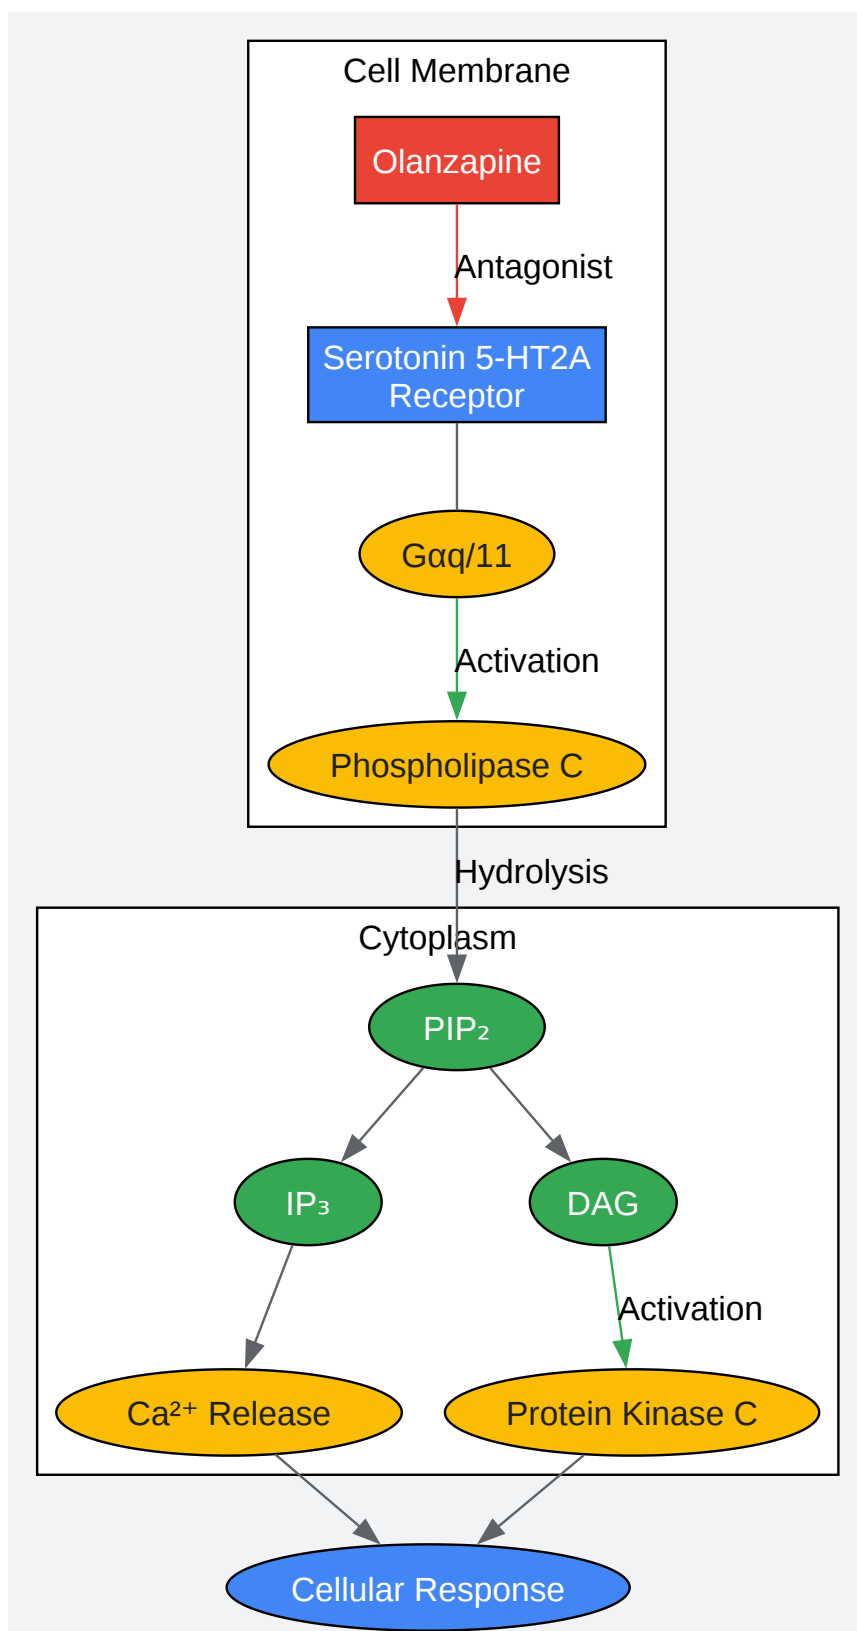 Cell Membrane
Olanzapine
Antagonist
Serotonin 5-HT2A
Receptor
Gαq/11
Activation
Phospholipase C
Hydrolysis
Cytoplasm
PIP₂
IP₃
DAG
Activation
Ca²⁺ Release
Protein Kinase C
Cellular Response